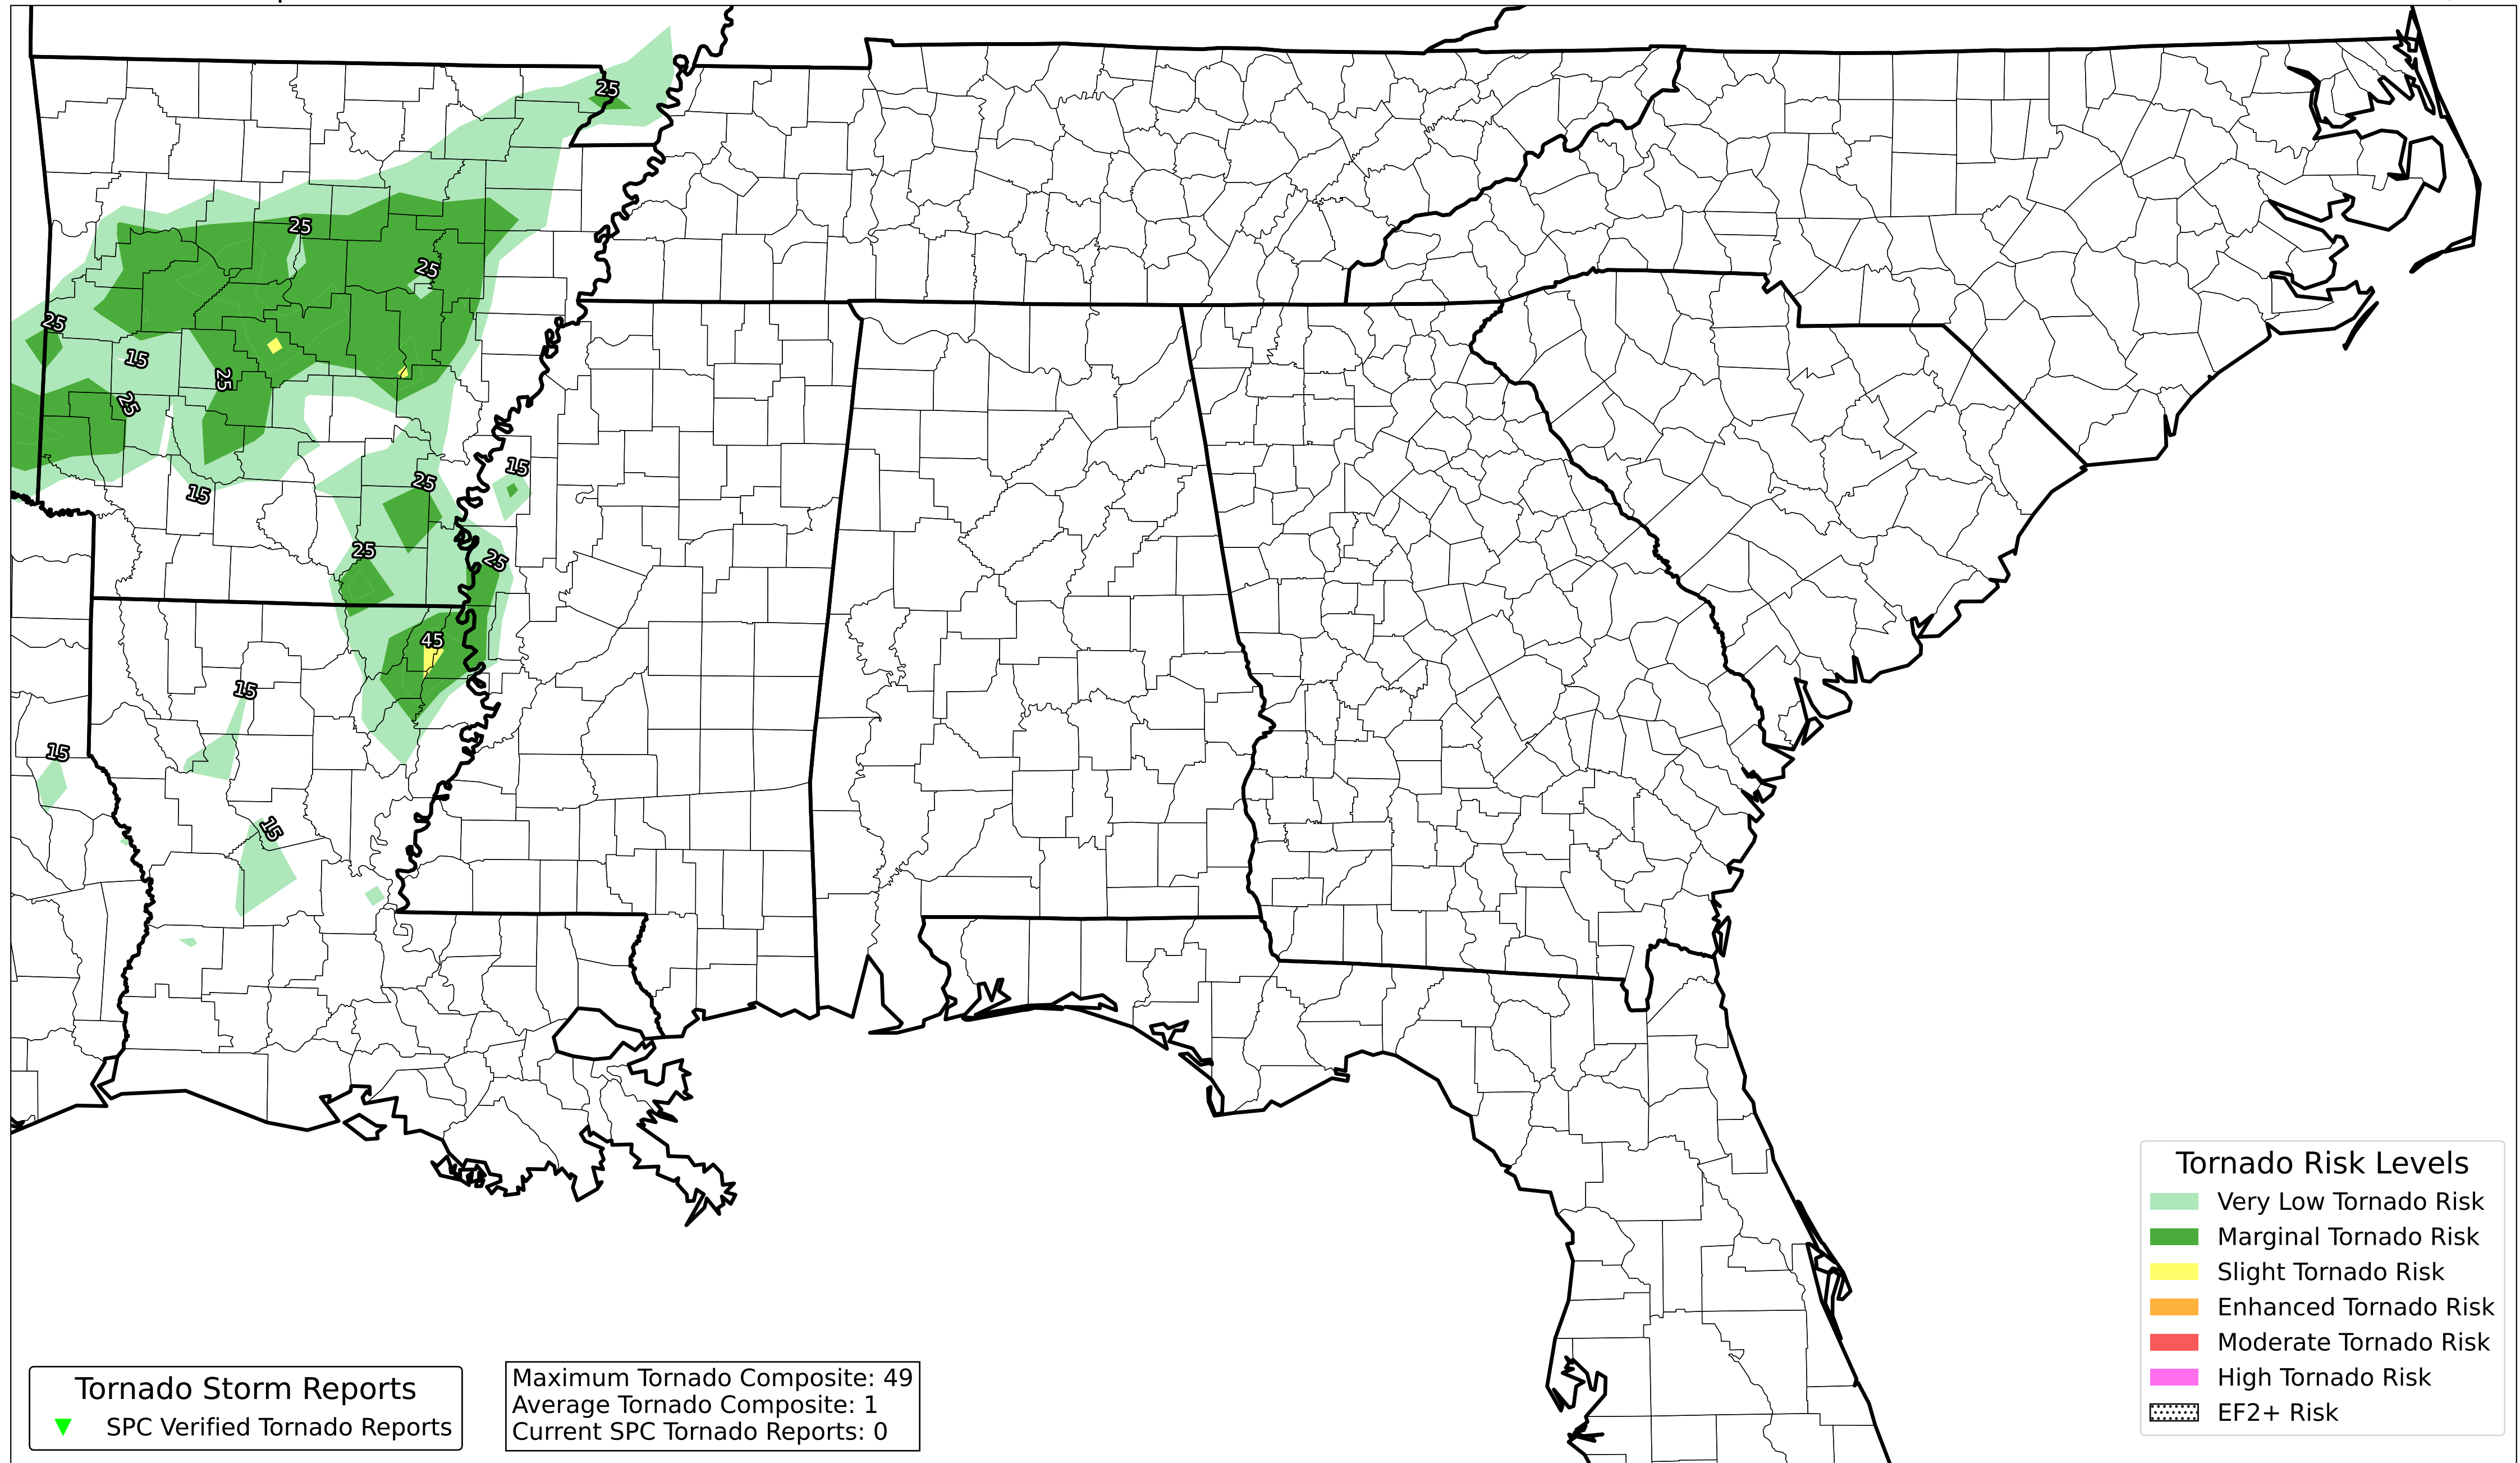 25
25
25
25
15
25
25
15
25
15
25
25
45
15
15
15
Tornado Risk Levels
Very Low Tornado Risk
Marginal Tornado Risk
Slight Tornado Risk
Enhanced Tornado Risk
Moderate Tornado Risk
High Tornado Risk
EF2+ Risk
Tornado Storm Reports
SPC Verified Tornado Reports
Maximum Tornado Composite: 49
Average Tornado Composite: 1
Current SPC Tornado Reports: 0